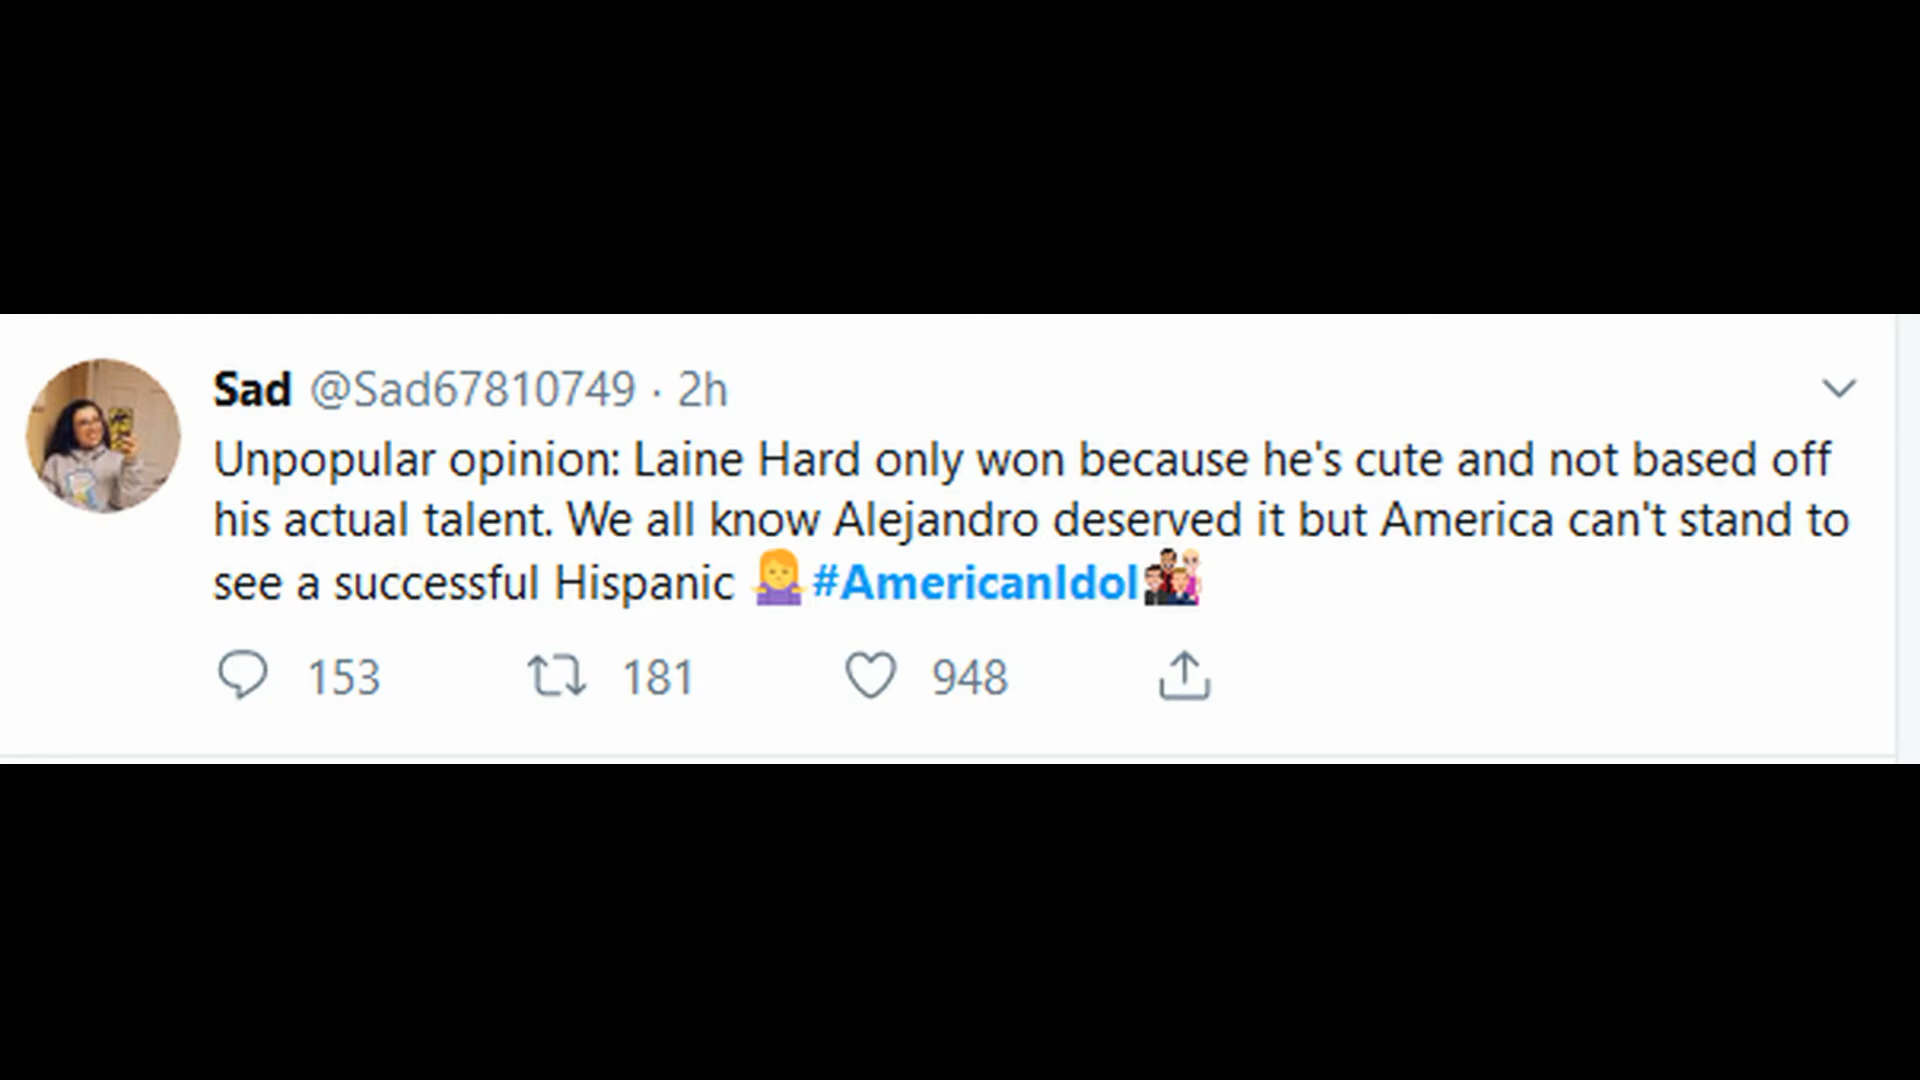 Sad @Sad67810749 · 2h
Unpopular opinion: Laine Hard only won because he's cute and not based off
his actual talent. We all know Alejandro deserved it but America can't stand to
see a successful Hispanic 🤷#AmericanIdol
153 181 948